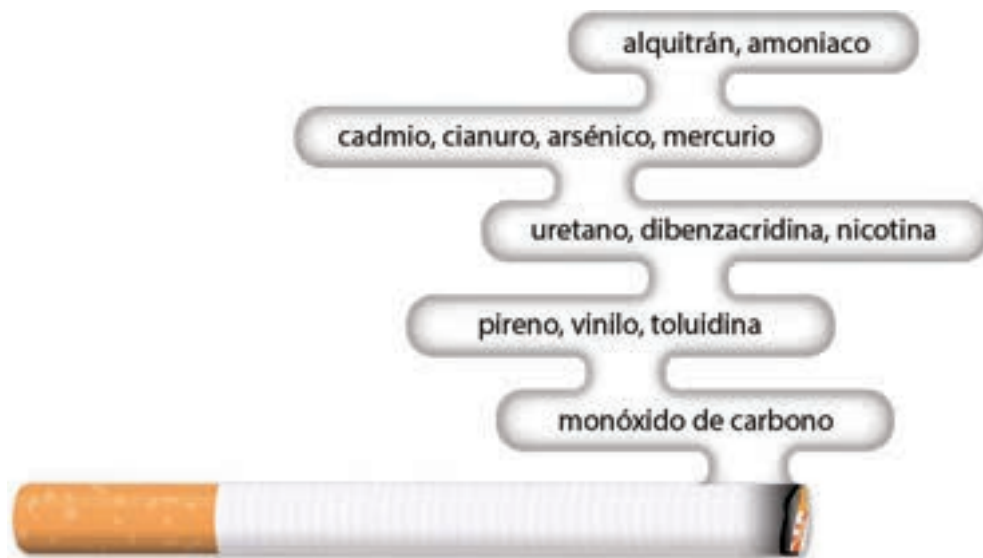 alquitrán, amoniaco
cadmio, cianuro, arsénico, mercurio
uretano, dibenzacridina, nicotina
pireno, vinilo, toluidina
monóxido de carbono